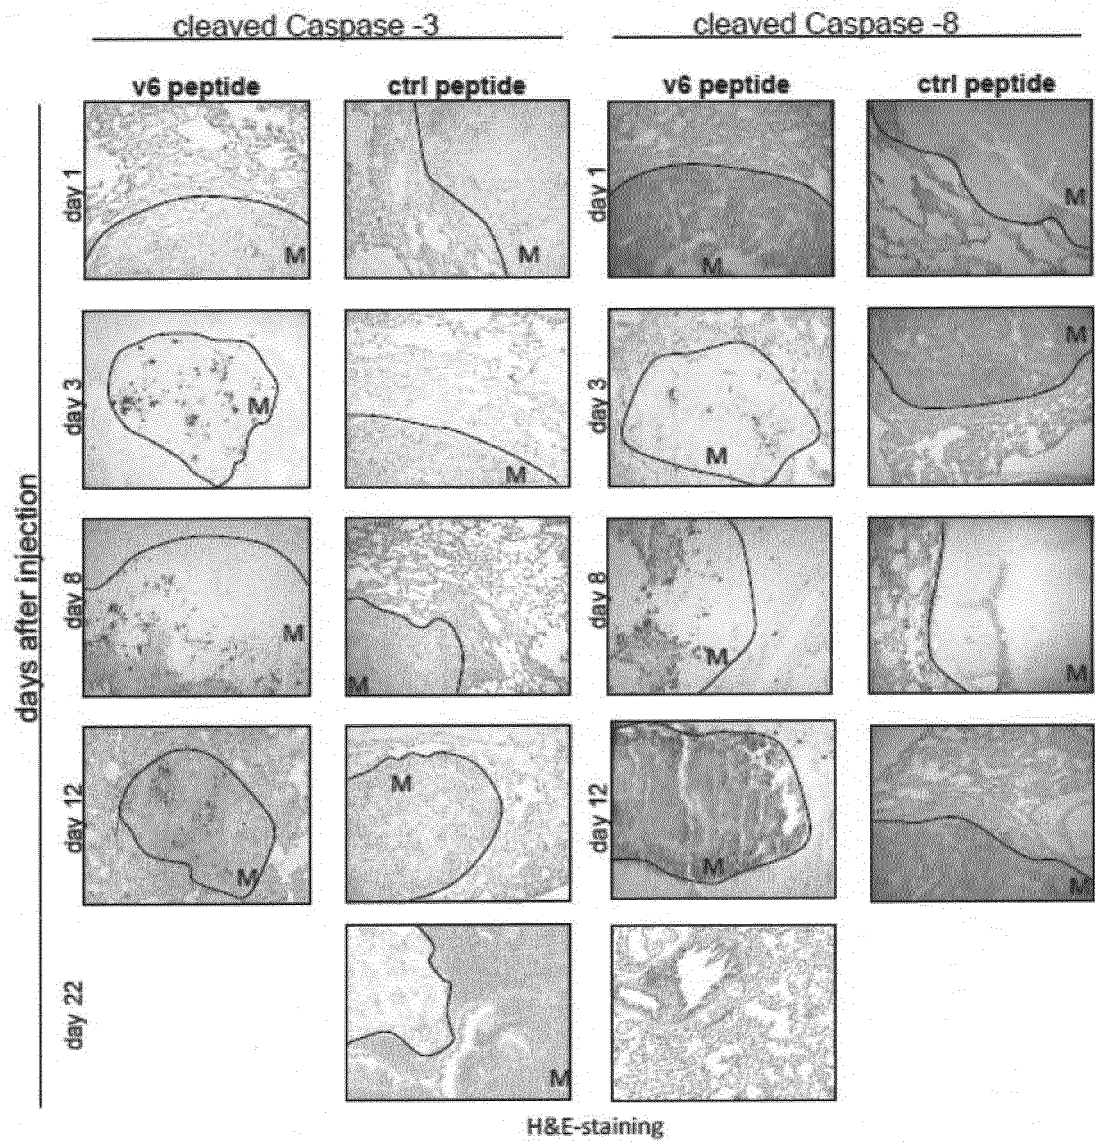 cleaved Caspase -3 cleaved Caspase -8
v6 peptide ctrl peptide v6 peptide ctrl peptide
days after injection
day 1 M M day 1 M M
day 3 M M day 3 M M
day 8 M M day 8 M M
day 12 M M day 12 M M
day 22 M
H&E-staining